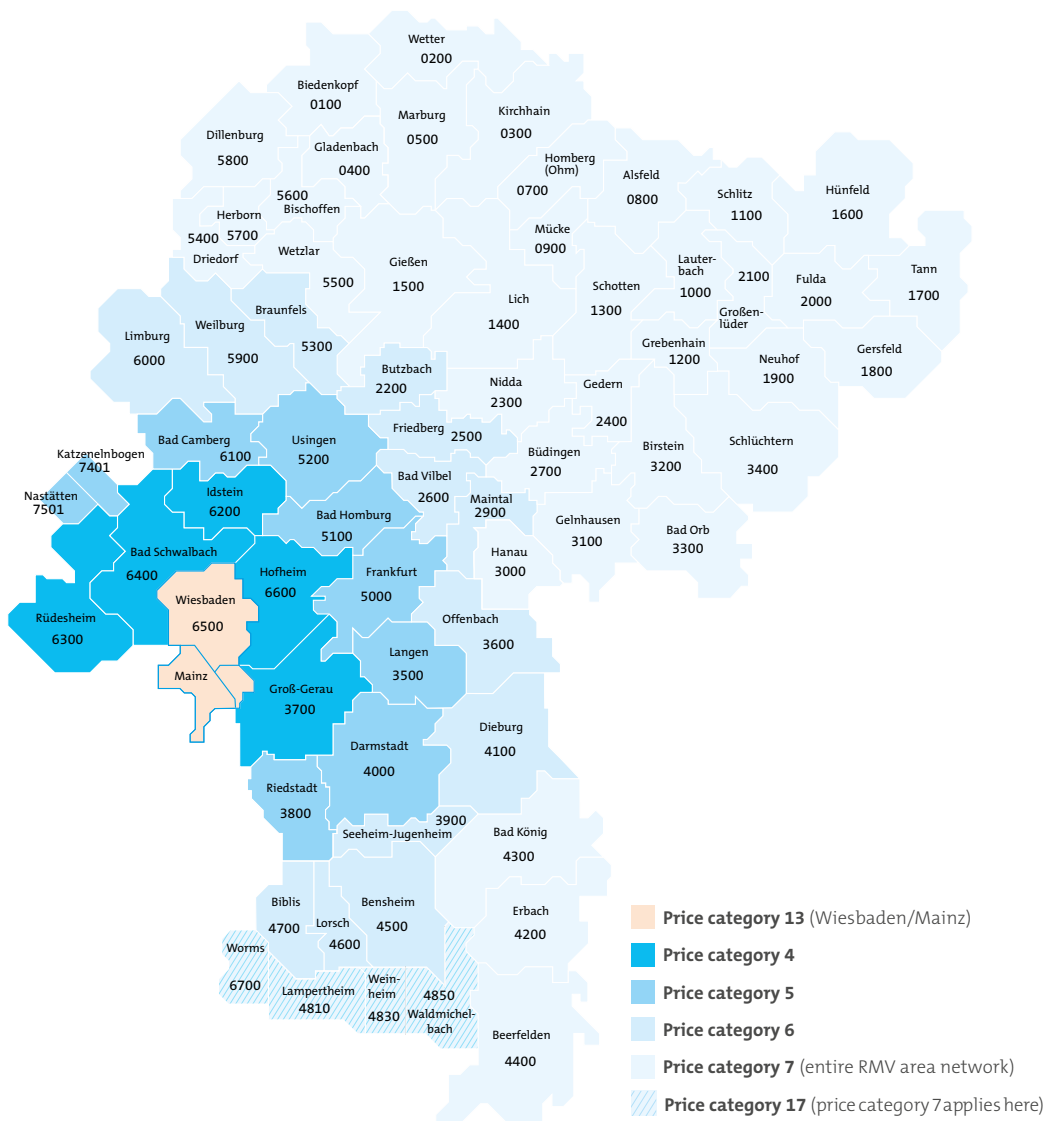 Wetter
0200
Biedenkopf
0100
Marburg
0500
Kirchhain
0300
Dillenburg
5800
Gladenbach
0400
Homberg
(Ohm)
0700
Alsfeld
0800
Schlitz
1100
Hünfeld
1600
5600
Bischoffen
Herborn
5700
5400
Driedorf
Wetzlar
5500
Gießen
1500
Mücke
0900
Lauter-
bach
1000
2100
Großen-
lüder
Fulda
2000
Tann
1700
Schotten
1300
Lich
1400
Limburg
6000
Weilburg
5900
Braunfels
5300
Butzbach
2200
Grebenhain
1200
Neuhof
1900
Gersfeld
1800
Nidda
2300
Gedern
2400
Bad Camberg
6100
Usingen
5200
Friedberg
2500
Büdingen
2700
Birstein
3200
Schlüchtern
3400
Katzenelnbogen
7401
Nastätten
7501
Idstein
6200
Bad Vilbel
2600
Maintal
2900
Bad Homburg
5100
Gelnhausen
3100
Bad Orb
3300
Bad Schwalbach
6400
Hofheim
6600
Frankfurt
5000
Hanau
3000
Wiesbaden
6500
Rüdesheim
6300
Offenbach
3600
Mainz
Groß-Gerau
3700
Langen
3500
Dieburg
4100
Darmstadt
4000
Riedstadt
3800
3900
Seeheim-Jugenheim
Bad König
4300
Biblis
4700
Lorsch
4600
Bensheim
4500
Erbach
4200
Worms
6700
Lampertheim
4810
Wein-
heim
4830
4850
Waldmichel-
bach
Beerfelden
4400
Price category 13 (Wiesbaden/Mainz)
Price category 4
Price category 5
Price category 6
Price category 7 (entire RMV area network)
Price category 17 (price category 7 applies here)